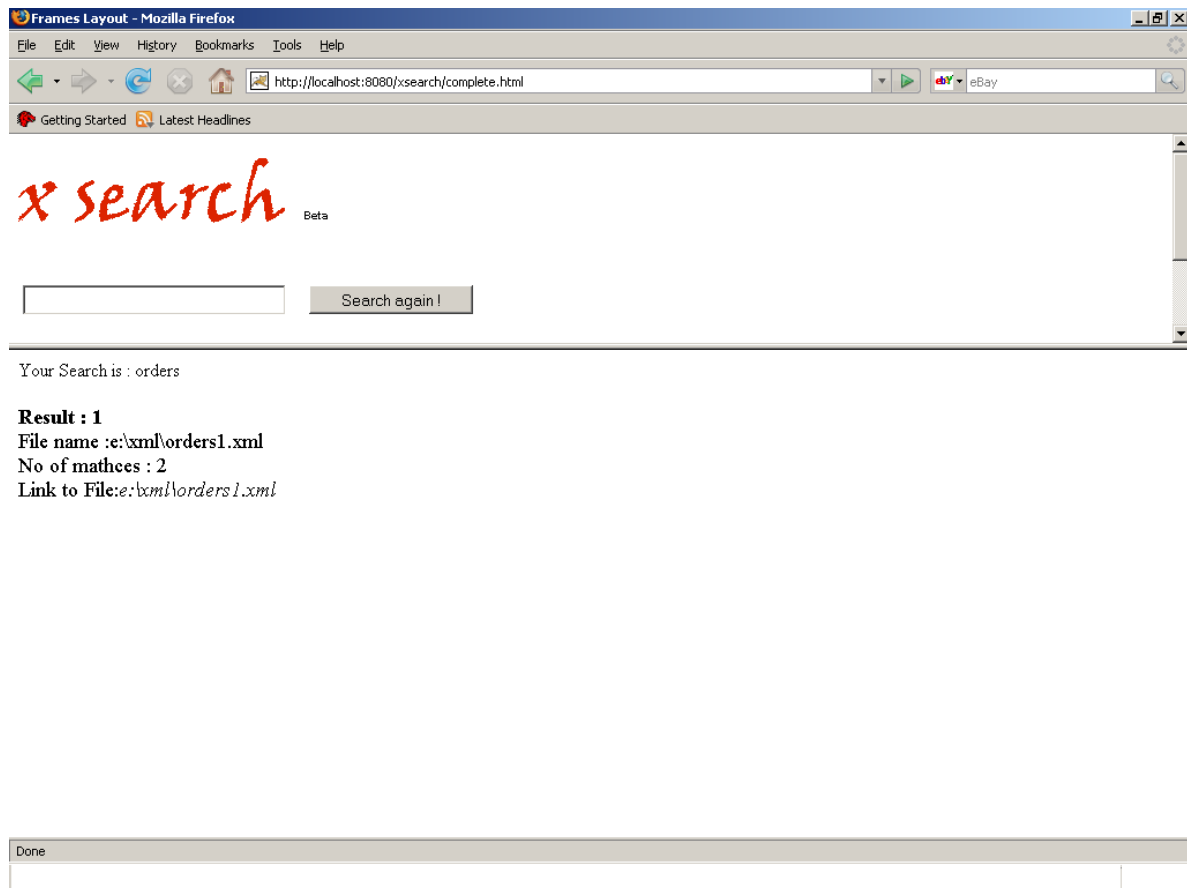 Frames Layout - Mozilla Firefox
File Edit View History Bookmarks Tools Help
http://localhost:8080/xsearch/complete.html
ebY eBay
Getting Started Latest Headlines
x search Beta
Search again !
Your Search is : orders
Result : 1
File name :e:\xml\orders1.xml
No of mathces : 2
Link to File:e:\xml\orders1.xml
Done